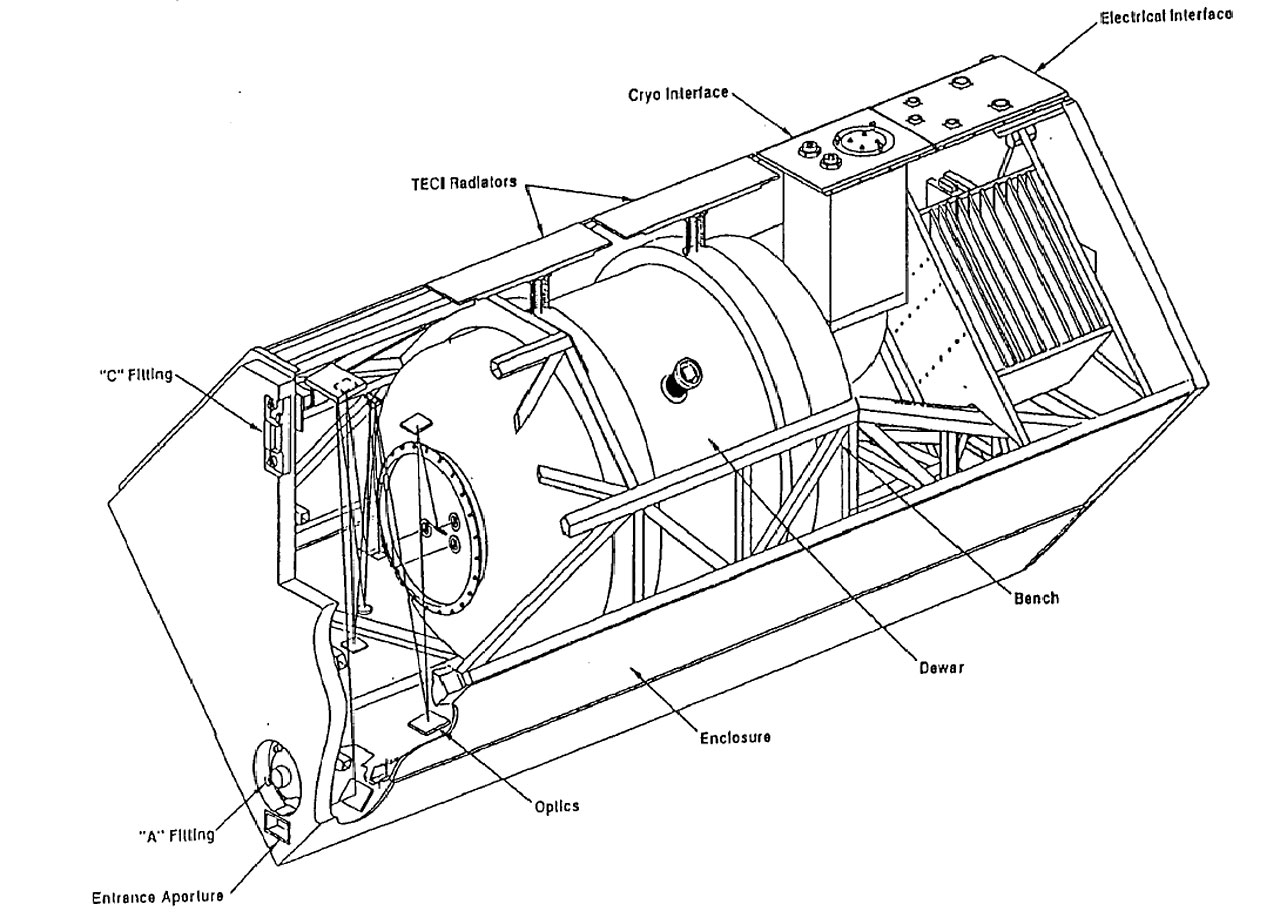 Electrical Interface
Cryo Interface
TECI Radiators
"C" Fitting
Bench
Dewar
Enclosure
Optics
"A" Fitting
Entrance Aperture